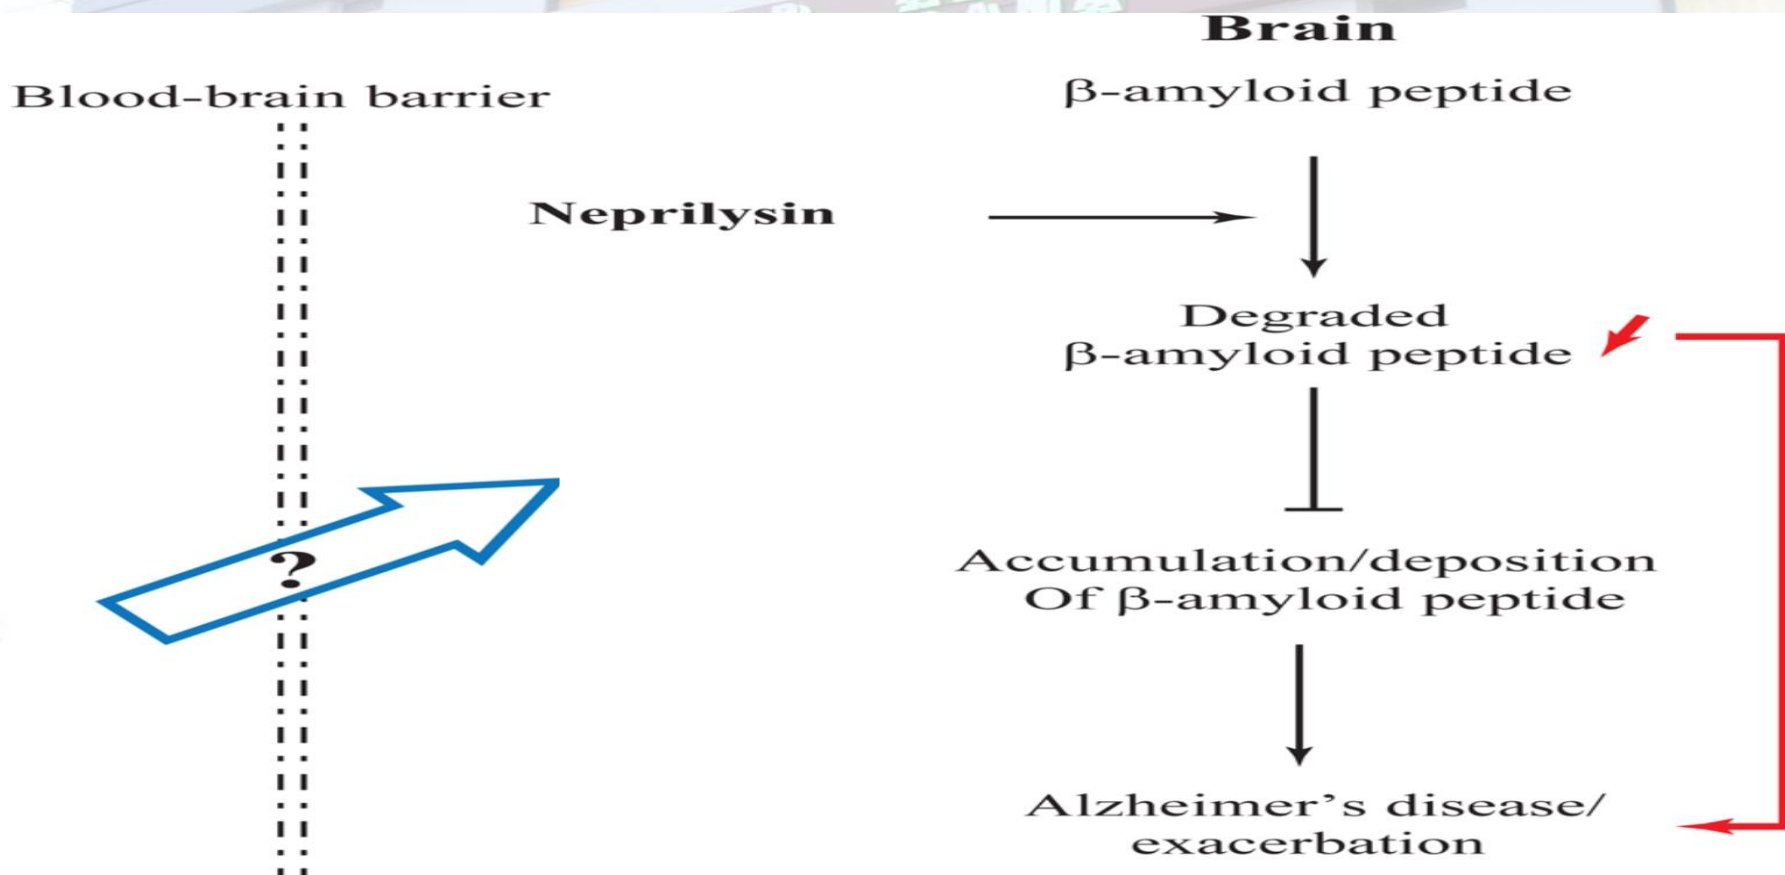 Brain
Blood-brain barrier
β-amyloid peptide
Neprilysin
Degraded
β-amyloid peptide
?
Accumulation/deposition
Of β-amyloid peptide
Alzheimer's disease/
exacerbation